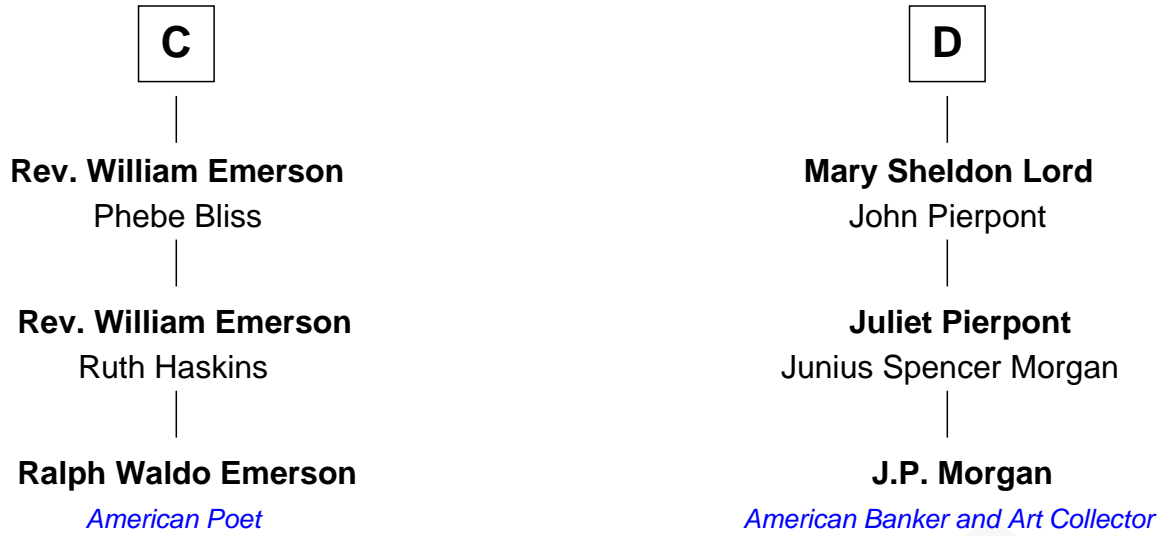 C
Rev. William Emerson
Phebe Bliss
Rev. William Emerson
Ruth Haskins
Ralph Waldo Emerson
American Poet
D
Mary Sheldon Lord
John Pierpont
Juliet Pierpont
Junius Spencer Morgan
J.P. Morgan
American Banker and Art Collector